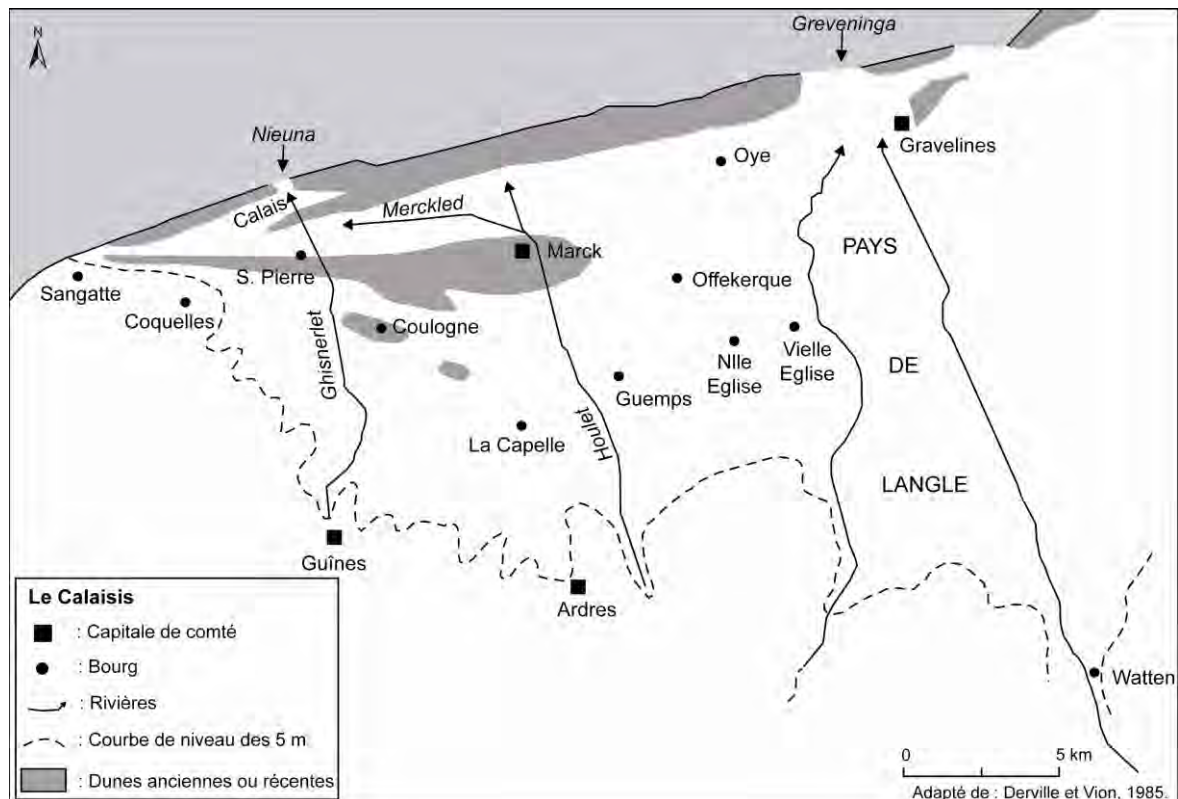 Greveninga
N
Nieuna
Gravelines
Oye
Calais
Merckled
PAYS
Marck
S. PIerre
Sangatte
Offekerque
Coquelles
Coulogne
Ghisnerlet
Nlle
Eglise
Vielle
Eglise
DE
Guemps
Houlet
La Capelle
LANGLE
Guînes
Ardres
Le Calaisis
: Capitale de comté
: Bourg
: Rivières
: Courbe de niveau des 5 m
: Dunes anciennes ou récentes
Watten
0 5 km
Adapté de : Derville et Vion, 1985.